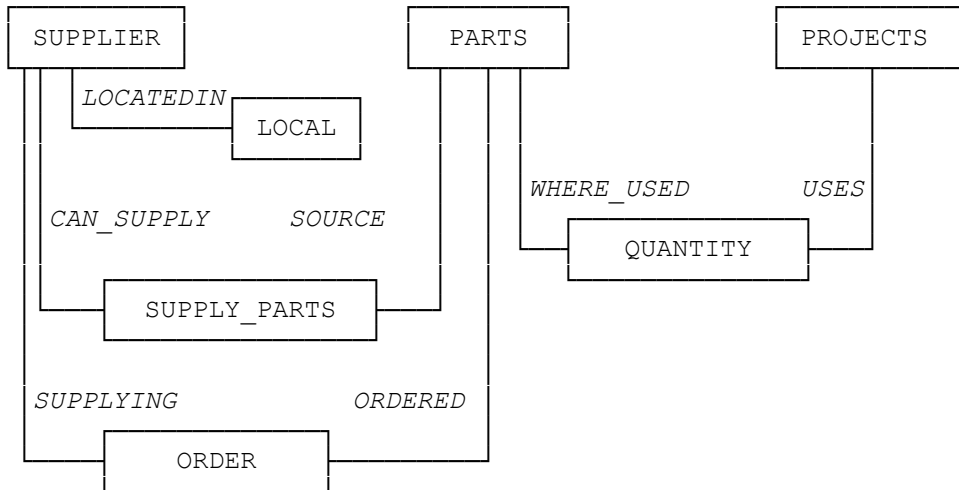 SUPPLIER PARTS PROJECTS
LOCATEDIN
LOCAL
WHERE_USED USES
CAN_SUPPLY SOURCE
QUANTITY
SUPPLY_PARTS
SUPPLYING ORDERED
ORDER